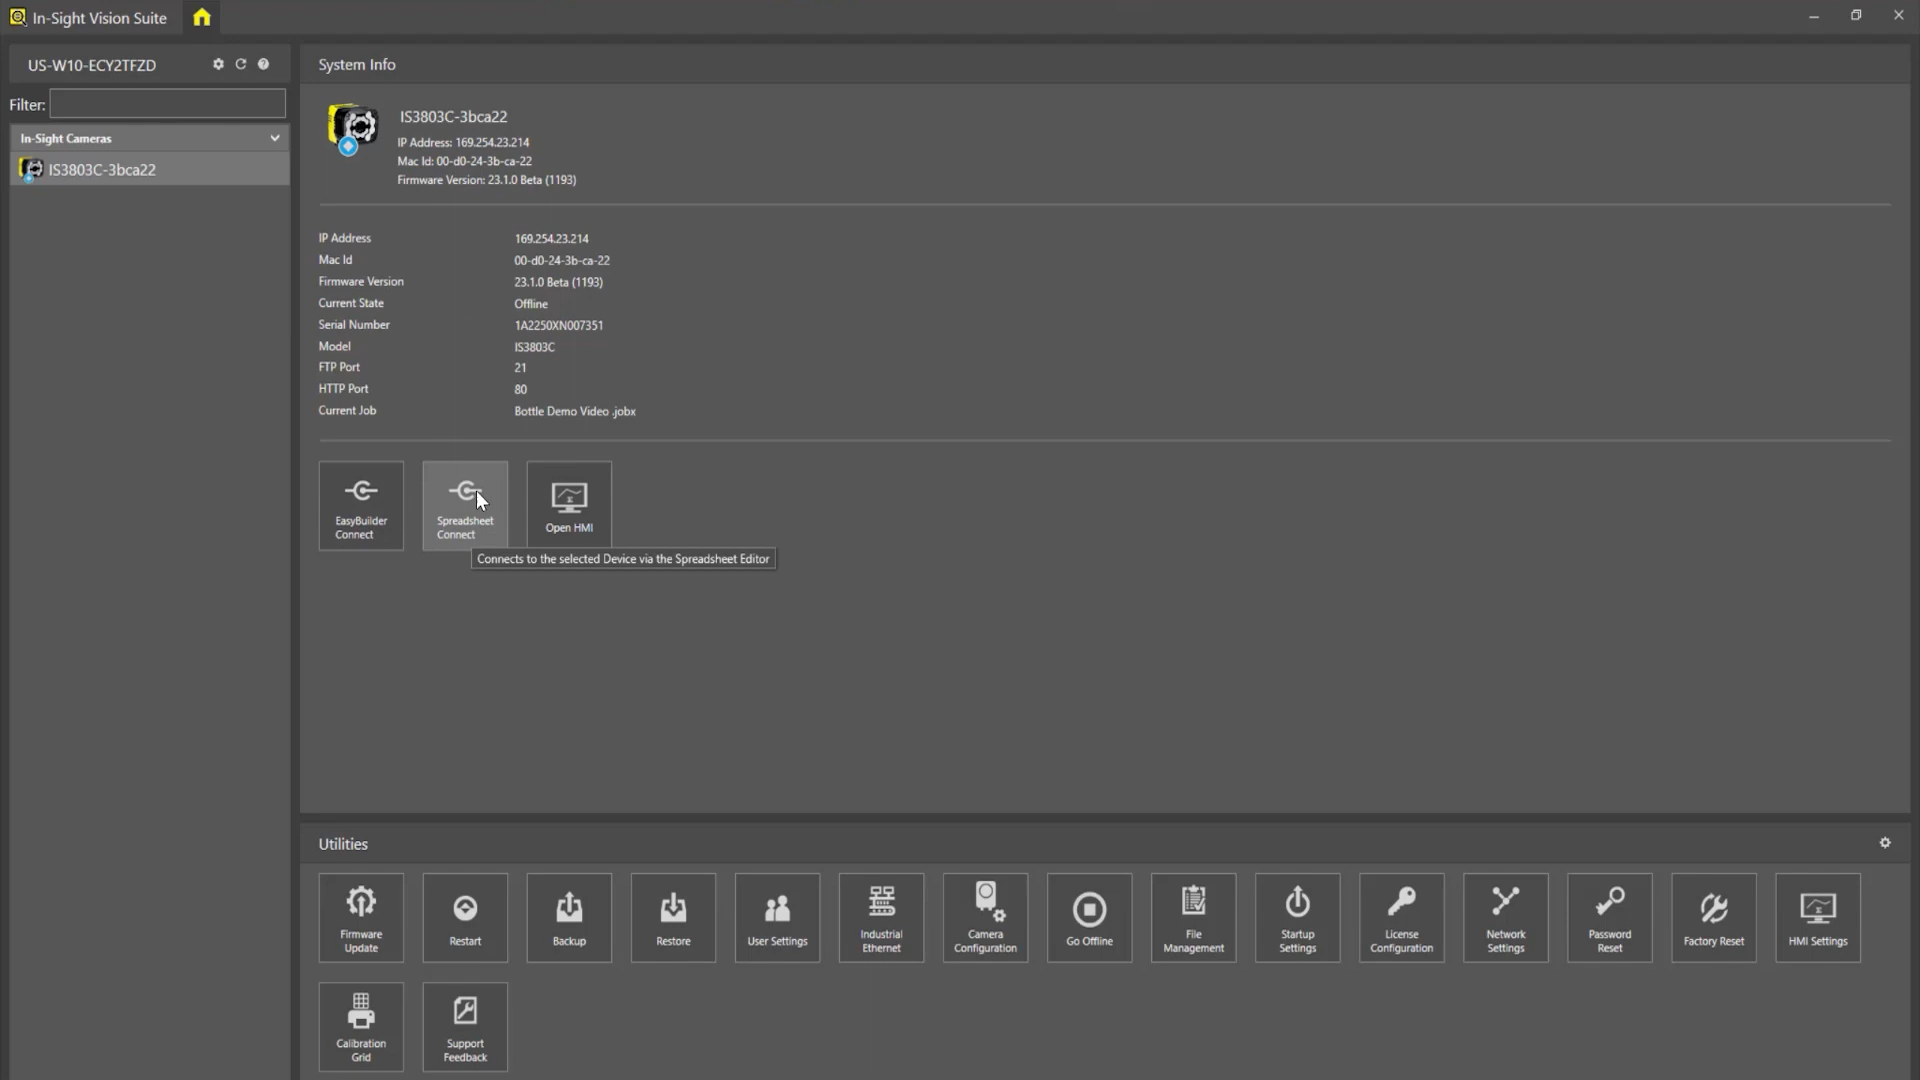 In-Sight Vision Suite
US-W10-ECY2TFZD
Filter:
In-Sight Cameras
IS3803C-3bca22
System Info
IS3803C-3bca22
IP Address: 169.254.23.214
Mac Id: 00-d0-24-3b-ca-22
Firmware Version: 23.1.0 Beta (1193)
IP Address 169.254.23.214
Mac Id 00-d0-24-3b-ca-22
Firmware Version 23.1.0 Beta (1193)
Current State Offline
Serial Number 1A2250XN007351
Model IS3803C
FTP Port 21
HTTP Port 80
Current Job Bottle Demo Video .jobx
EasyBuilder
Connect
Spreadsheet
Connect
Open HMI
Connects to the selected Device via the Spreadsheet Editor
Utilities
Firmware
Update
Restart
Backup
Restore
User Settings
Industrial
Ethernet
Camera
Configuration
Go Offline
File
Management
Startup
Settings
License
Configuration
Network
Settings
Password
Reset
Factory Reset
HMI Settings
Calibration
Grid
Support
Feedback